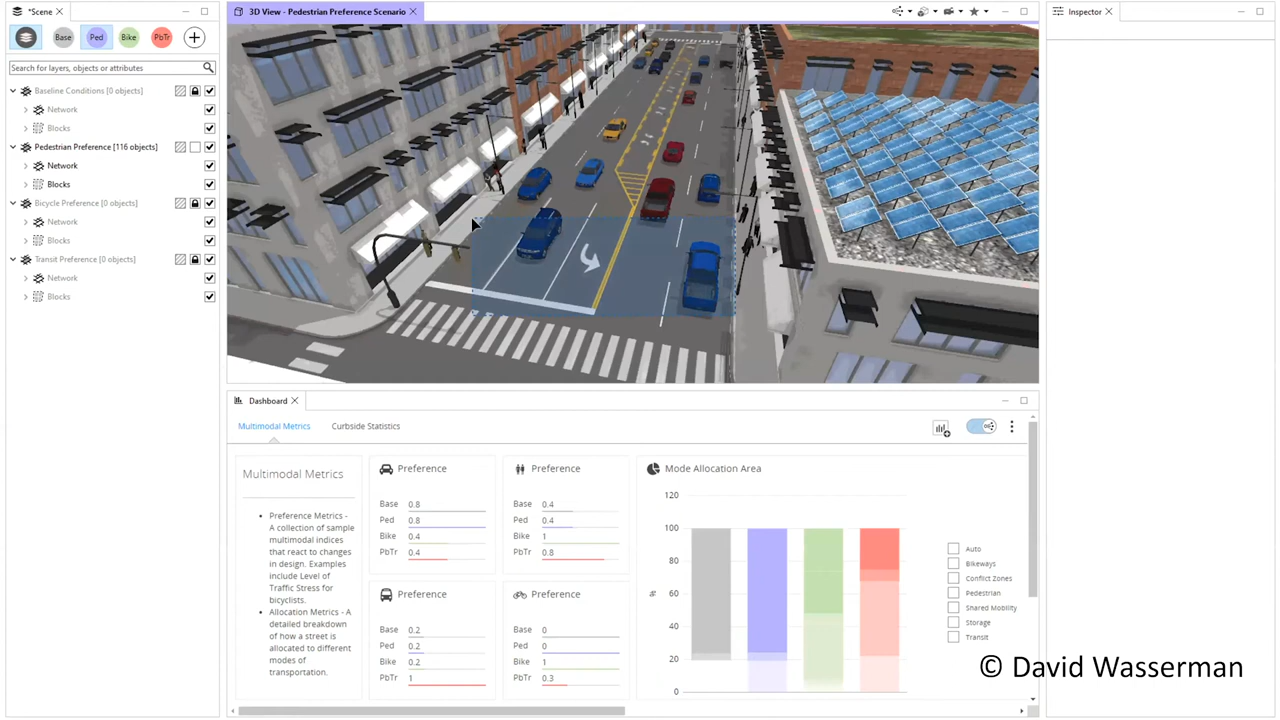 *Scene
Base
Ped
Bike
PbTr
Search for layers, objects or attributes
Baseline Conditions [0 objects]
Network
Blocks
Pedestrian Preference [116 objects]
Network
Blocks
Bicycle Preference [0 objects]
Network
Blocks
Transit Preference [0 objects]
Network
Blocks
3D View - Pedestrian Preference Scenario
Dashboard
Multimodal Metrics
Curbside Statistics
Multimodal Metrics
• Preference Metrics -
A collection of sample
multimodal indices
that react to changes
in design. Examples
include Level of
Traffic Stress for
bicyclists.
• Allocation Metrics - A
detailed breakdown
of how a street is
allocated to different
modes of
transportation.
Preference
Base 0.8
Ped 0.8
Bike 0.4
PbTr 0.4
Preference
Base 0.4
Ped 0.4
Bike 1
PbTr 0.8
Preference
Base 0.2
Ped 0.2
Bike 0.2
PbTr 1
Preference
Base 0
Ped 0
Bike 1
PbTr 0.3
Mode Allocation Area
120
100
80
60
40
20
0
%
Auto
Bikeways
Conflict Zones
Pedestrian
Shared Mobility
Storage
Transit
Inspector
© David Wasserman